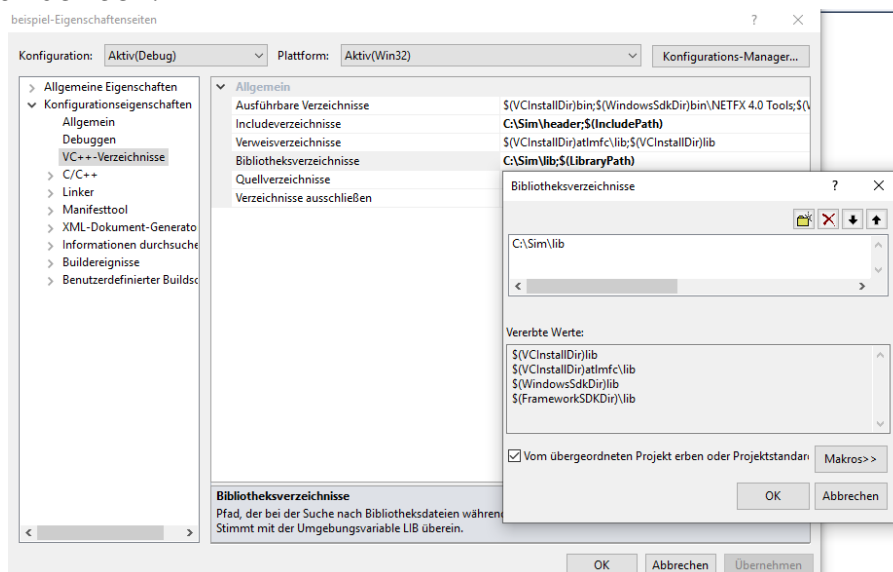 beispiel-Eigenschaftenseiten ? ×
Konfiguration: Aktiv(Debug) Plattform: Aktiv(Win32) Konfigurations-Manager...
Allgemeine Eigenschaften
Konfigurationseigenschaften
Allgemein
Debuggen
VC++-Verzeichnisse
C/C++
Linker
Manifesttool
XML-Dokument-Generato
Informationen durchsuche
Buildereignisse
Benutzerdefinierter Buildsc
Allgemein
Ausführbare Verzeichnisse $(VCInstallDir)bin;$(WindowsSdkDir)bin\NETFX 4.0 Tools;$(V
Includeverzeichnisse C:\Sim\header;$(IncludePath)
Verweisverzeichnisse $(VCInstallDir)atlmfc\lib;$(VCInstallDir)lib
Bibliotheksverzeichnisse C:\Sim\lib;$(LibraryPath)
Quellverzeichnisse
Verzeichnisse ausschließen
Bibliotheksverzeichnisse
Pfad, der bei der Suche nach Bibliotheksdateien währen
Stimmt mit der Umgebungsvariable LIB überein.
OK Abbrechen Übernehmen
Bibliotheksverzeichnisse ? ×
C:\Sim\lib
Vererbte Werte:
$(VCInstallDir)lib
$(VCInstallDir)atlmfc\lib
$(WindowsSdkDir)lib
$(FrameworkSDKDir)\lib
Vom übergeordneten Projekt erben oder Projektstandar Makros>>
OK Abbrechen